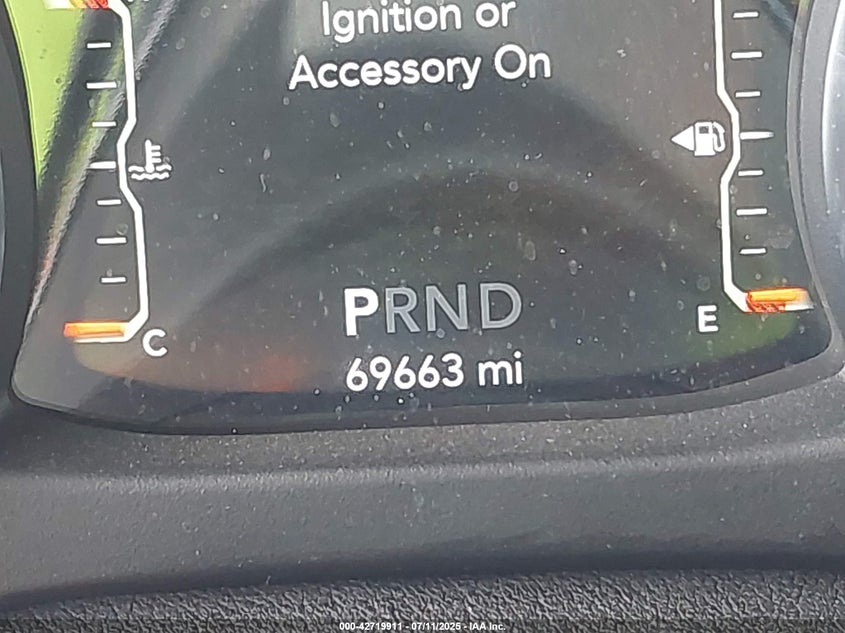 Ignition or
Accessory On
C
E
PRND
69663 mi
000-42719911 - 07/11/2025 - IAA Inc.